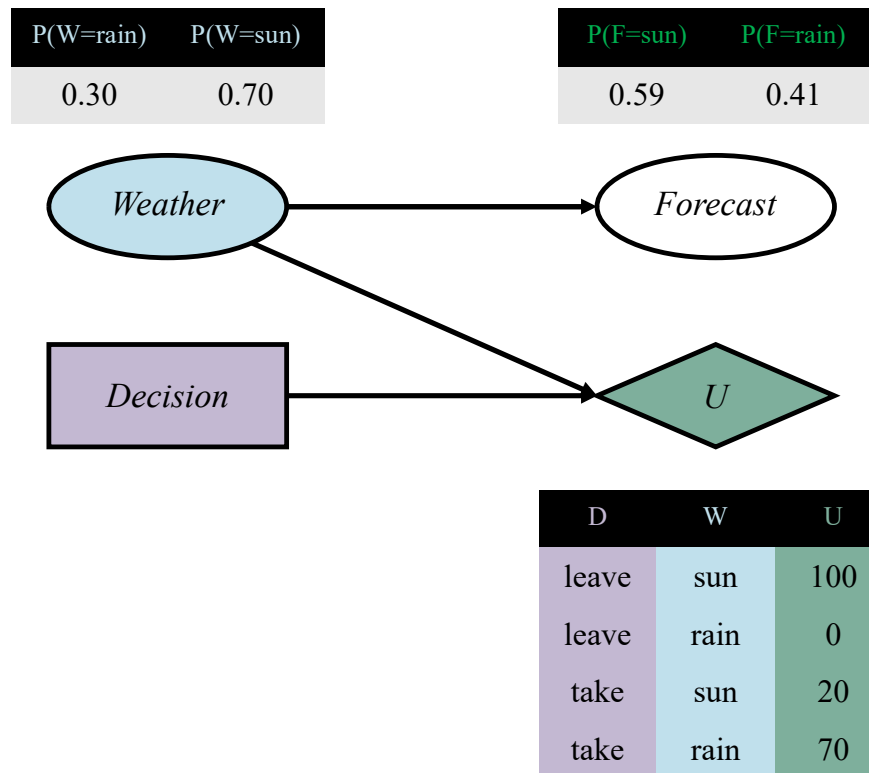 P(W=rain) P(W=sun) P(F=sun) P(F=rain)
0.30 0.70 0.59 0.41
Weather Forecast
Decision U
D W U
leave sun 100
leave rain 0
take sun 20
take rain 70